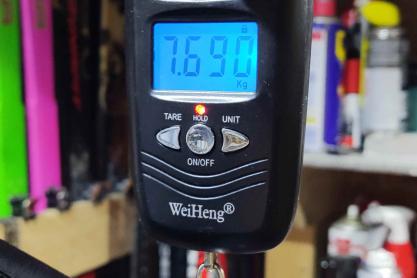 7.690
Kg
TARE HOLD UNIT
ON/OFF
WeiHeng®